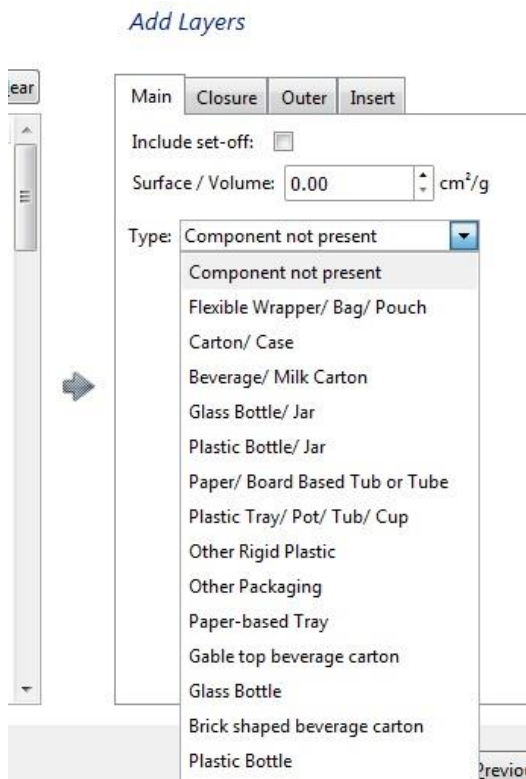 Add Layers
ear
Main Closure Outer Insert
Include set-off:
Surface / Volume: 0.00 cm²/g
Type: Component not present
Component not present
Flexible Wrapper/ Bag/ Pouch
Carton/ Case
Beverage/ Milk Carton
Glass Bottle/ Jar
Plastic Bottle/ Jar
Paper/ Board Based Tub or Tube
Plastic Tray/ Pot/ Tub/ Cup
Other Rigid Plastic
Other Packaging
Paper-based Tray
Gable top beverage carton
Glass Bottle
Brick shaped beverage carton
Plastic Bottle
Previo